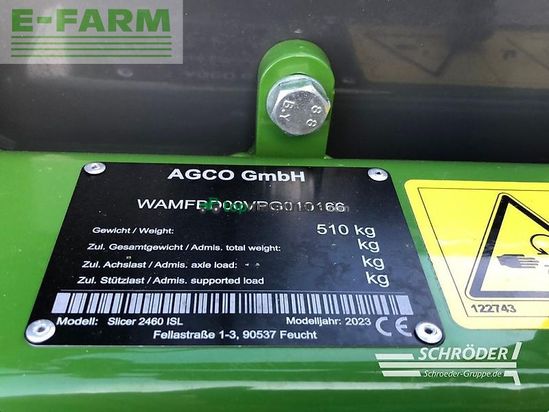 E-FARM
8.8
B.Y
AGCO GmbH
Gewicht / Weight: 510 kg
Zul. Gesamtgewicht / Admis. total weight: kg
Zul. Achslast / Admis. axle load: kg
Zul. Stützlast / Admis. supported load kg
Modell: Slicer 2460 ISL Modelljahr: 2023
Fellastraße 1-3, 90537 Feucht
CE
122743
SCHRÖDER
Schroeder-Gruppe.de